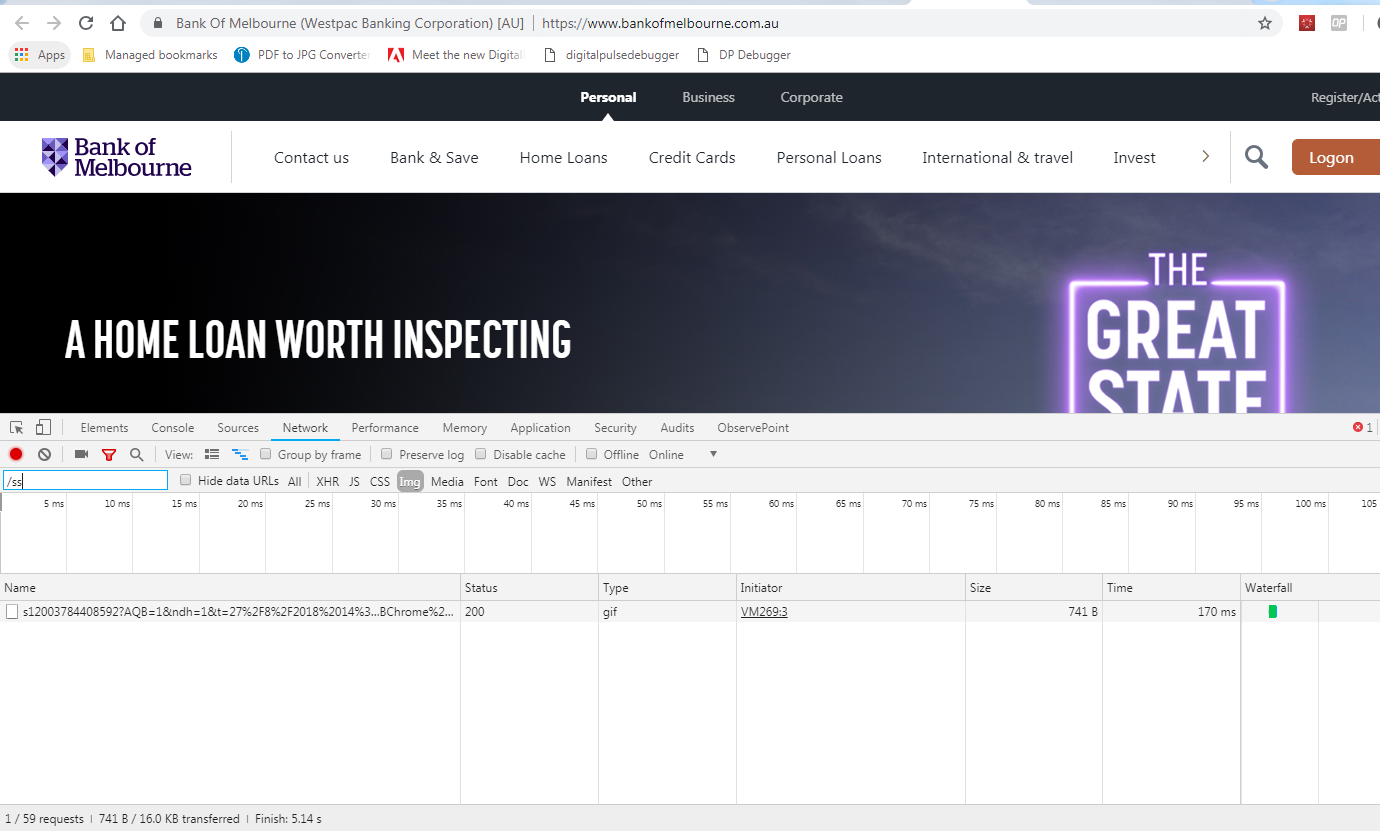 Bank Of Melbourne (Westpac Banking Corporation) [AU] | https://www.bankofmelbourne.com.au
Apps Managed bookmarks PDF to JPG Converter Meet the new Digital digitalpulsedebugger DP Debugger
Personal Business Corporate Register/Act
Bank of
Melbourne
Contact us Bank & Save Home Loans Credit Cards Personal Loans International & travel Invest Logon
THE
GREAT
STATE
A HOME LOAN WORTH INSPECTING
Elements Console Sources Network Performance Memory Application Security Audits ObservePoint 1
View: Group by frame Preserve log Disable cache Offline Online
/ss Hide data URLs All XHR JS CSS Img Media Font Doc WS Manifest Other
5 ms 10 ms 15 ms 20 ms 25 ms 30 ms 35 ms 40 ms 45 ms 50 ms 55 ms 60 ms 65 ms 70 ms 75 ms 80 ms 85 ms 90 ms 95 ms 100 ms 105
Name Status Type Initiator Size Time Waterfall
s12003784408592?AQB=1&ndh=1&t=27%2F8%2F2018%2014%3...BChrome%2... 200 gif VM269:3 741 B 170 ms
1 / 59 requests | 741 B / 16.0 KB transferred | Finish: 5.14 s